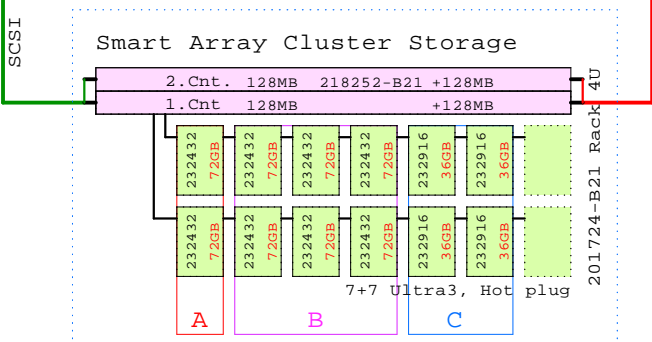 SCSI
Smart Array Cluster Storage
2.Cnt. 128MB 218252-B21 +128MB
1.Cnt 128MB +128MB
201724-B21 Rack 4U
232432 72GB
232432 72GB
232432 72GB
232432 72GB
232916 36GB
232916 36GB
232432 72GB
232432 72GB
232432 72GB
232432 72GB
232916 36GB
232916 36GB
7+7 Ultra3, Hot plug
A B C